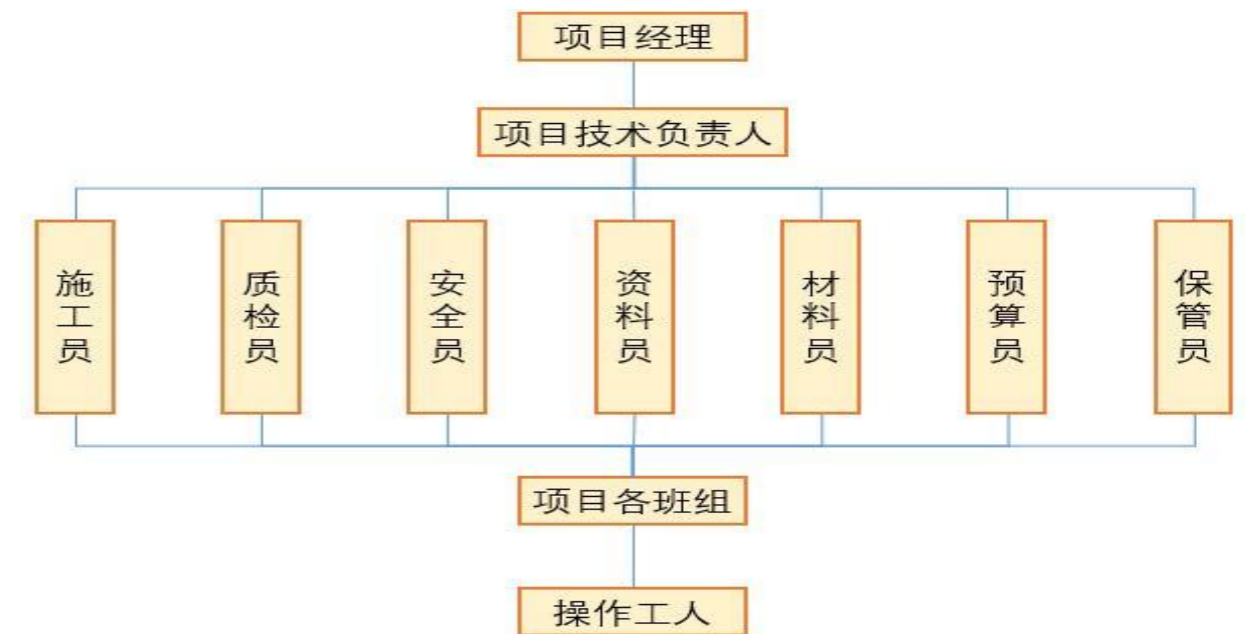 项目经理
项目技术负责人
施工员
质检员
安全员
资料员
材料员
预算员
保管员
项目各班组
操作工人